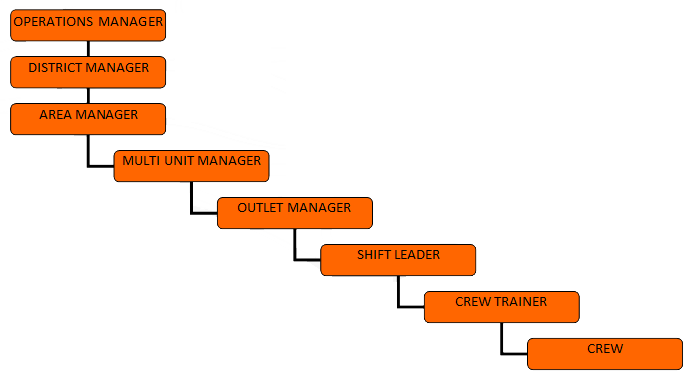 OPERATIONS MANAGER
DISTRICT MANAGER
AREA MANAGER
MULTI UNIT MANAGER
OUTLET MANAGER
SHIFT LEADER
CREW TRAINER
CREW